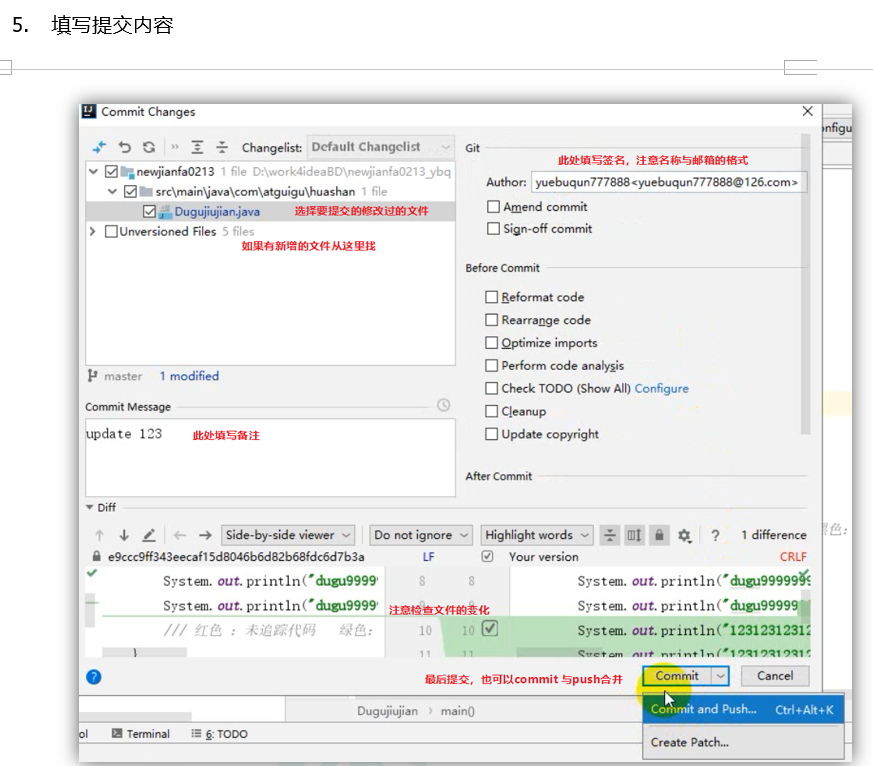 5. 填写提交内容
Commit Changes
Changelist: Default Changelist
newjianfa0213 1 file D:\work4ideaBD\newjianfa0213_ybq
src\main\java\com\atguigu\huashan 1 file
Dugujiujian.java 选择要提交的修改过的文件
Unversioned Files 5 files
如果有新增的文件从这里找
master 1 modified
Commit Message
update 123 此处填写备注
Git
此处填写签名，注意名称与邮箱的格式
Author: yuebuqun777888<yuebuqun777888@126.com>
Amend commit
Sign-off commit
Before Commit
Reformat code
Rearrange code
Optimize imports
Perform code analysis
Check TODO (Show All) Configure
Cleanup
Update copyright
After Commit
Diff
Side-by-side viewer Do not ignore Highlight words ? 1 difference
e9ccc9ff343eecaf15d8046b6d82b68fdc6d7b3a LF Your version CRLF
System.out.println("dugu9999 8 8 System.out.println("dugu9999999
System.out.println("dugu9999 9 9 System.out.println("dugu99999
注意检查文件的变化
/// 红色 ：未追踪代码 绿色： 10 10 System.out.println("12312312312
} 11 11 System.out.println("12312312312
? 最后提交，也可以commit 与push合并 Commit Cancel
Commit and Push... Ctrl+Alt+K
Create Patch...
Dugujiujian > main()
ol Terminal 6: TODO
onfigu
色：